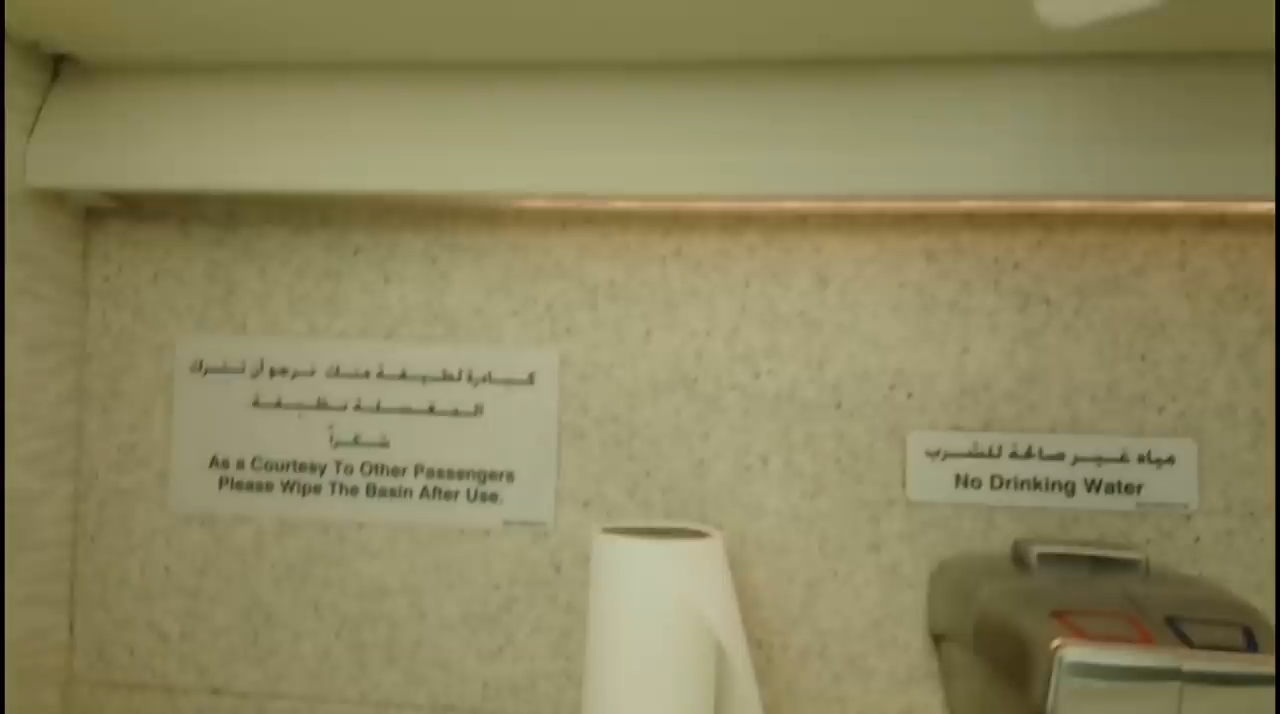 كبادرة لطيفة منك نرجو أن تترك
المغسلة نظيفة
شكراً
As a Courtesy To Other Passengers
Please Wipe The Basin After Use.
مياه غير صالحة للشرب
No Drinking Water